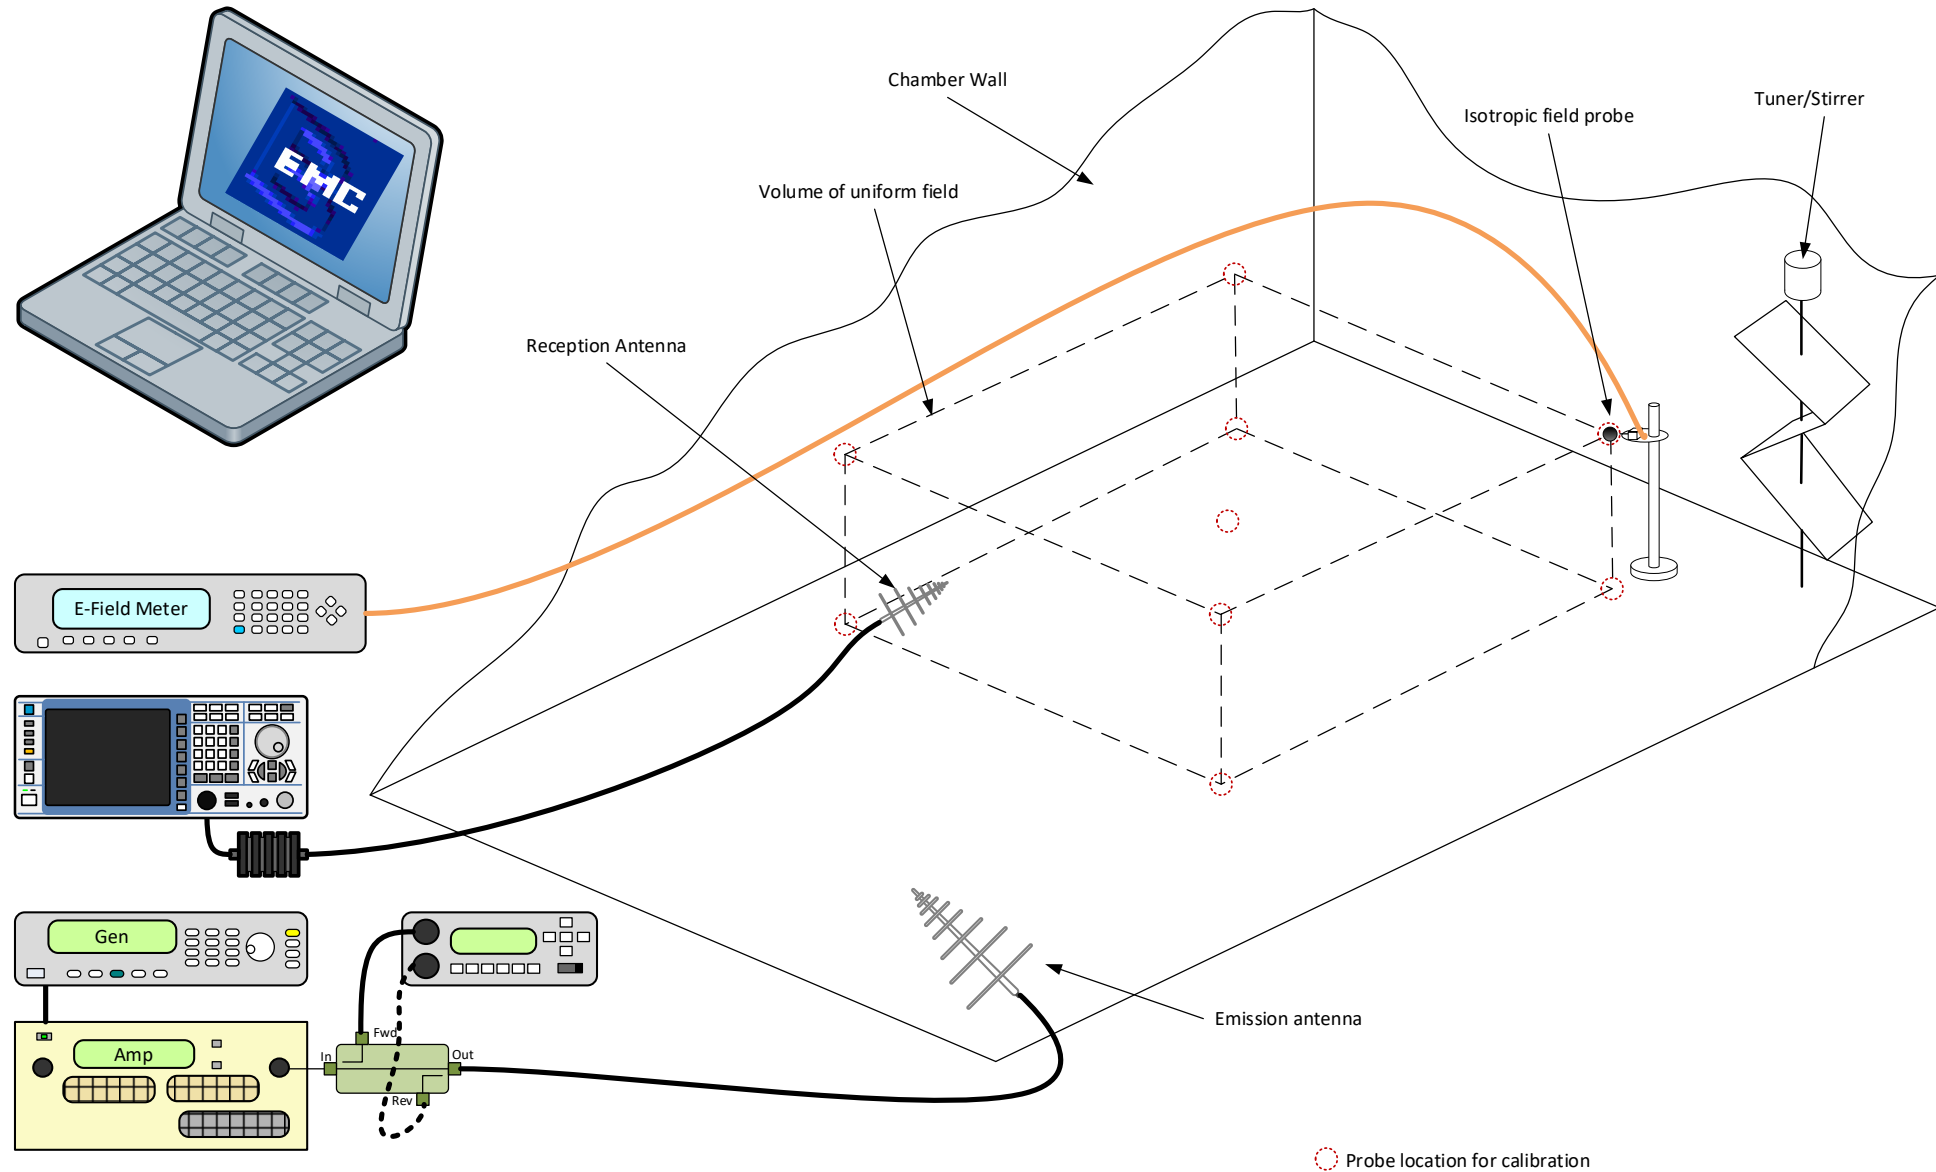 EMC
Chamber Wall
Tuner/Stirrer
Isotropic field probe
Volume of uniform field
Reception Antenna
E-Field Meter
Gen
Fwd
Amp
In
Out
Rev
Emission antenna
Probe location for calibration